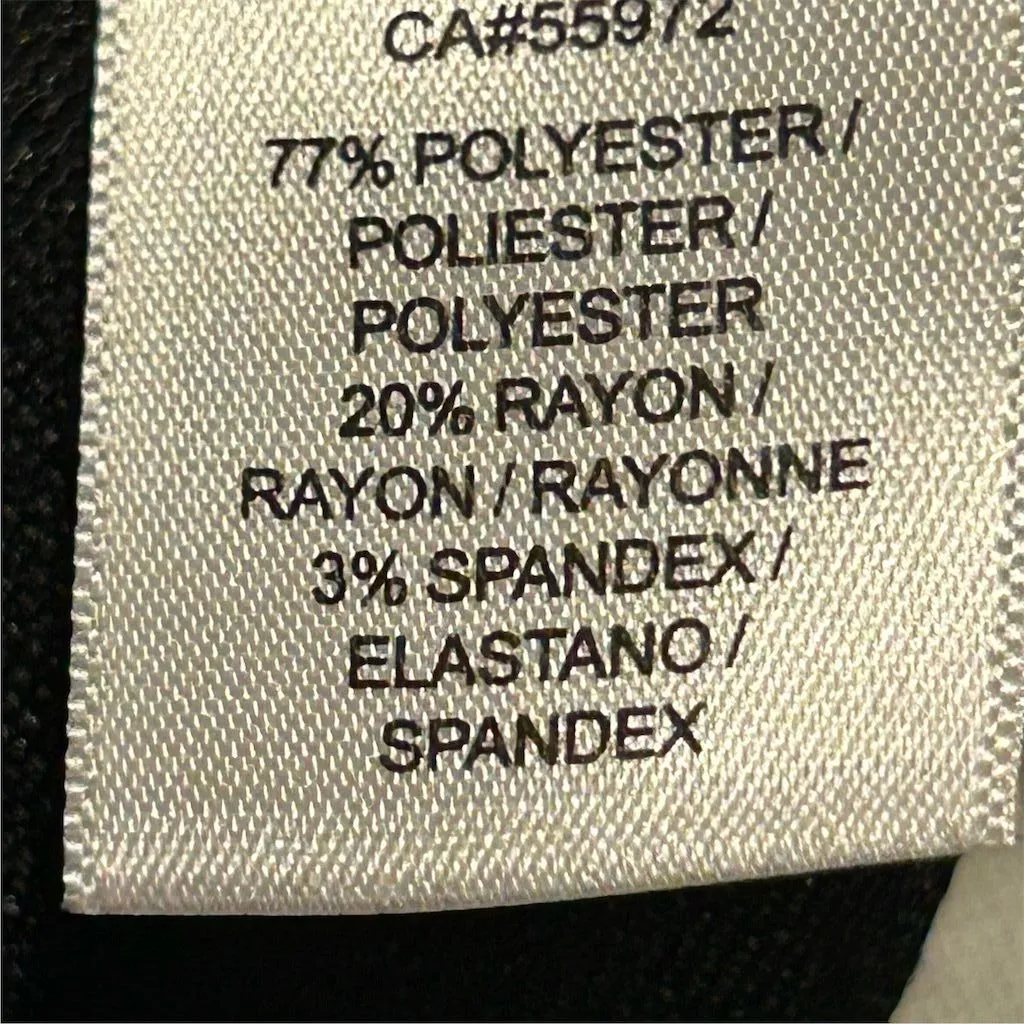 CA#55972
77% POLYESTER /
POLIESTER /
POLYESTER
20% RAYON /
RAYON / RAYONNE
3% SPANDEX /
ELASTANO /
SPANDEX